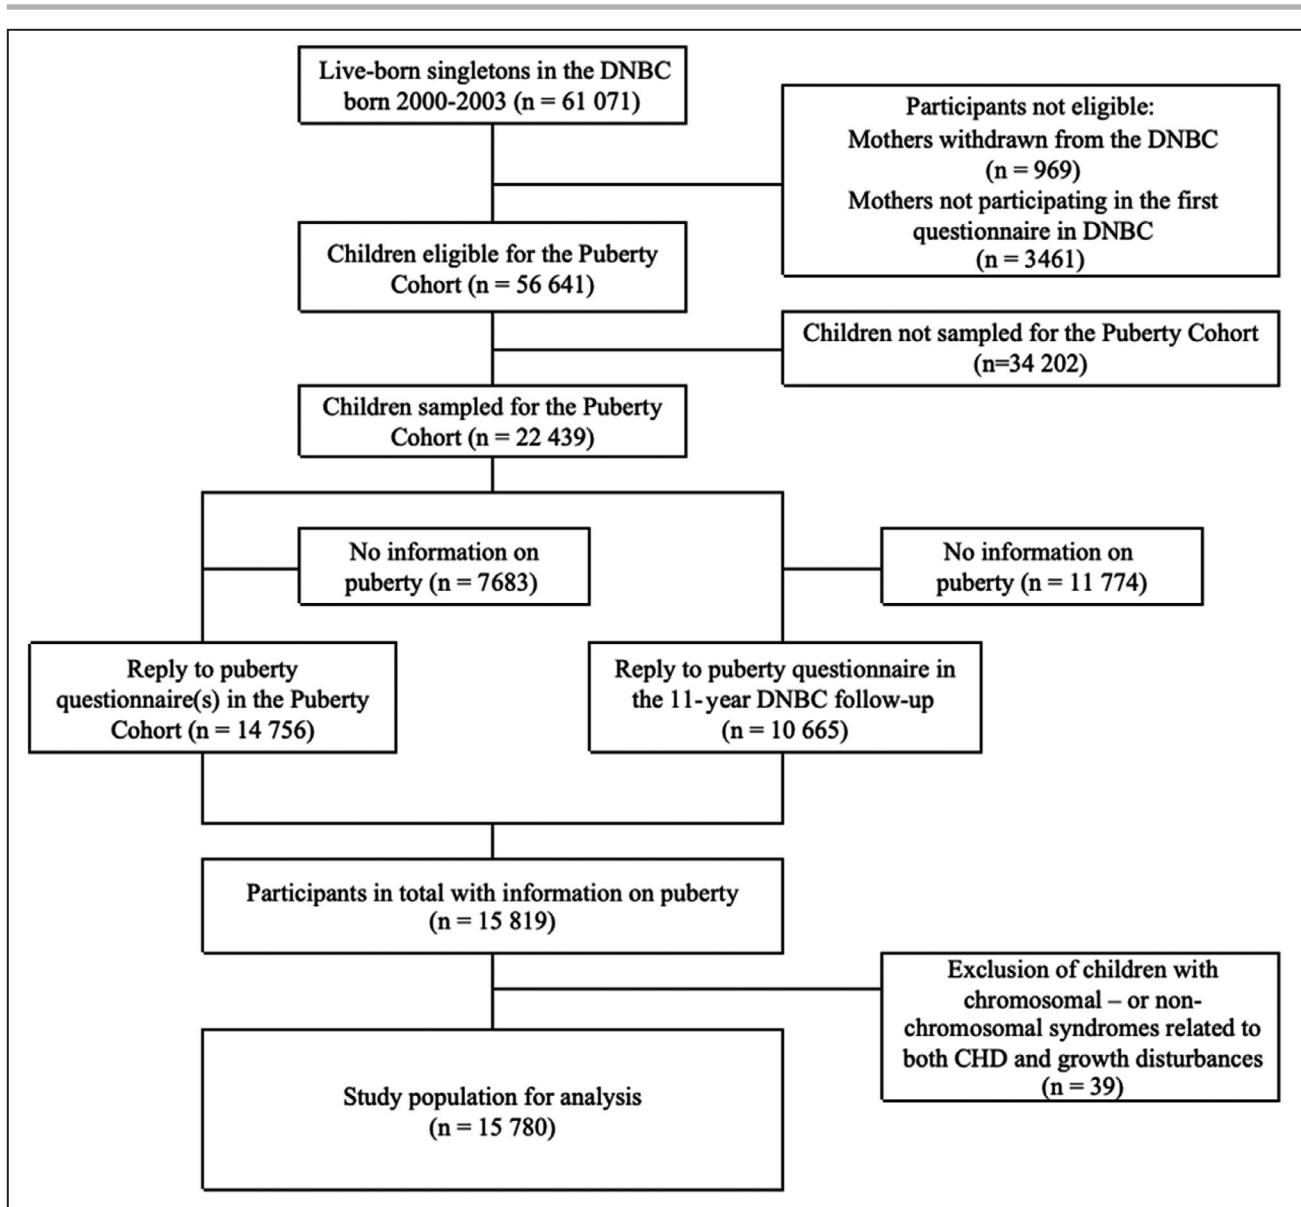 Live-born singletons in the DNBC
born 2000-2003 (n = 61 071)
Participants not eligible:
Mothers withdrawn from the DNBC
(n = 969)
Mothers not participating in the first
questionnaire in DNBC
(n = 3461)
Children eligible for the Puberty
Cohort (n = 56 641)
Children not sampled for the Puberty Cohort
(n=34 202)
Children sampled for the Puberty
Cohort (n = 22 439)
No information on
puberty (n = 7683)
No information on
puberty (n = 11 774)
Reply to puberty
questionnaire(s) in the Puberty
Cohort (n = 14 756)
Reply to puberty questionnaire in
the 11-year DNBC follow-up
(n = 10 665)
Participants in total with information on puberty
(n = 15 819)
Exclusion of children with
chromosomal – or non-
chromosomal syndromes related to
both CHD and growth disturbances
(n = 39)
Study population for analysis
(n = 15 780)